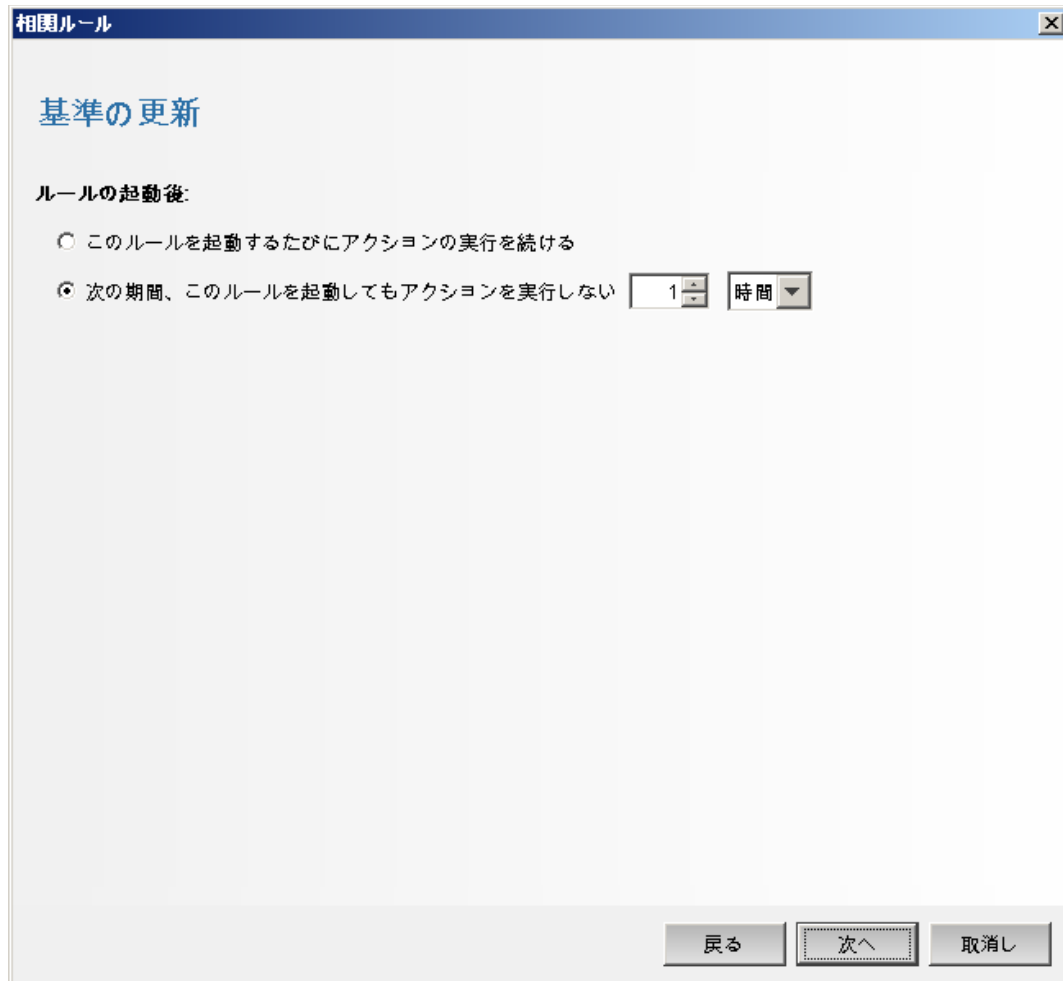 相関ルール
基準の更新
ルールの起動後:
このルールを起動するたびにアクションの実行を続ける
次の期間、このルールを起動してもアクションを実行しない 1 時間
戻る 次へ 取消し